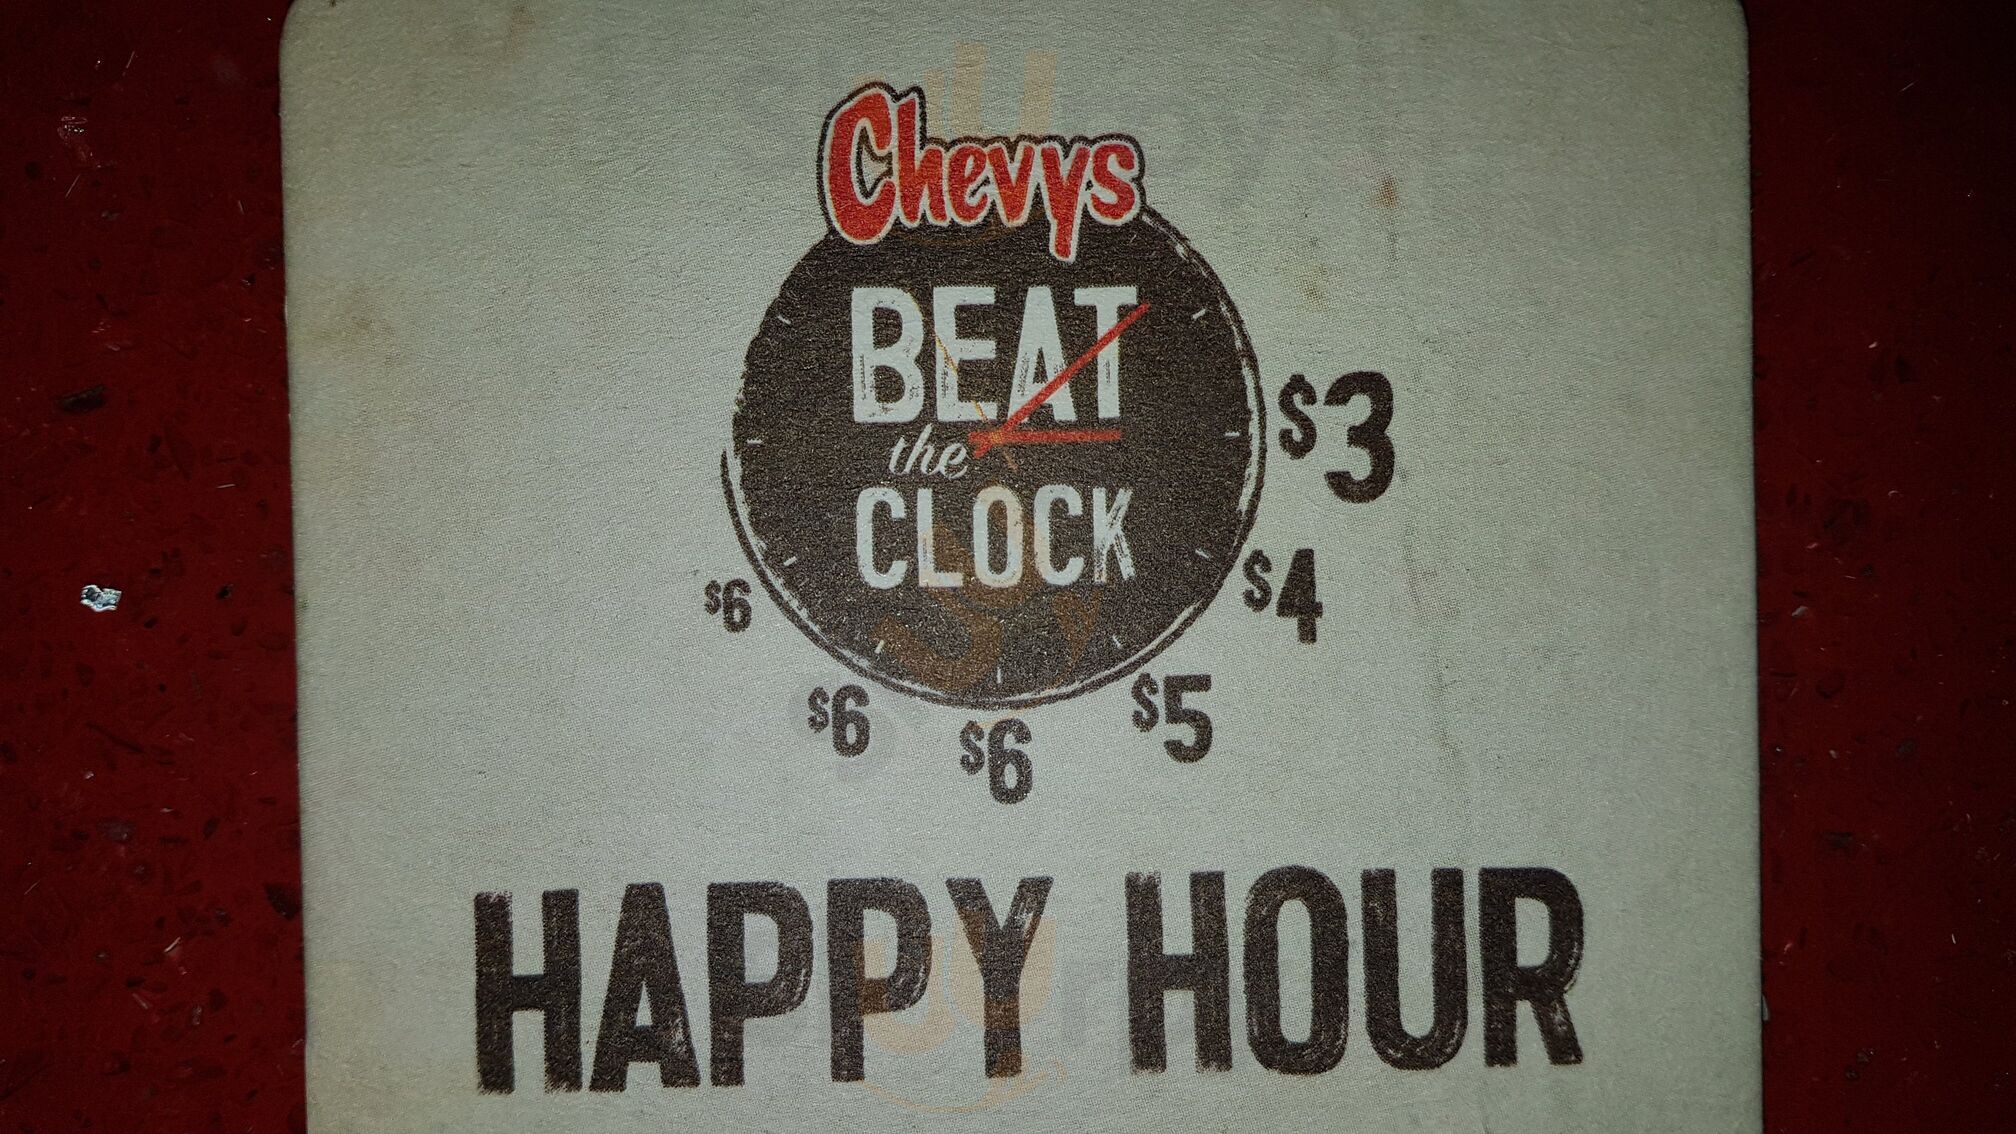 Chevys
BEAT
the
CLOCK
$3
$4
$5
$6
$6
$6
HAPPY HOUR